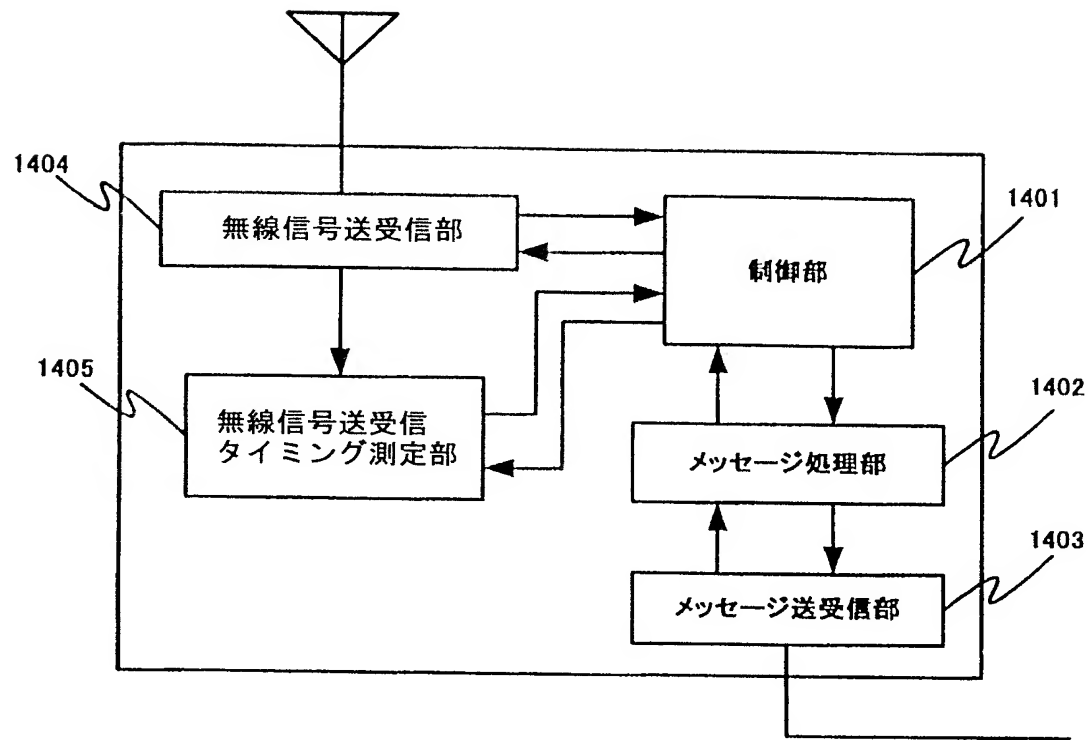 1404
無線信号送受信部
1401
制御部
1405
無線信号送受信
タイミング測定部
1402
メッセージ処理部
1403
メッセージ送受信部